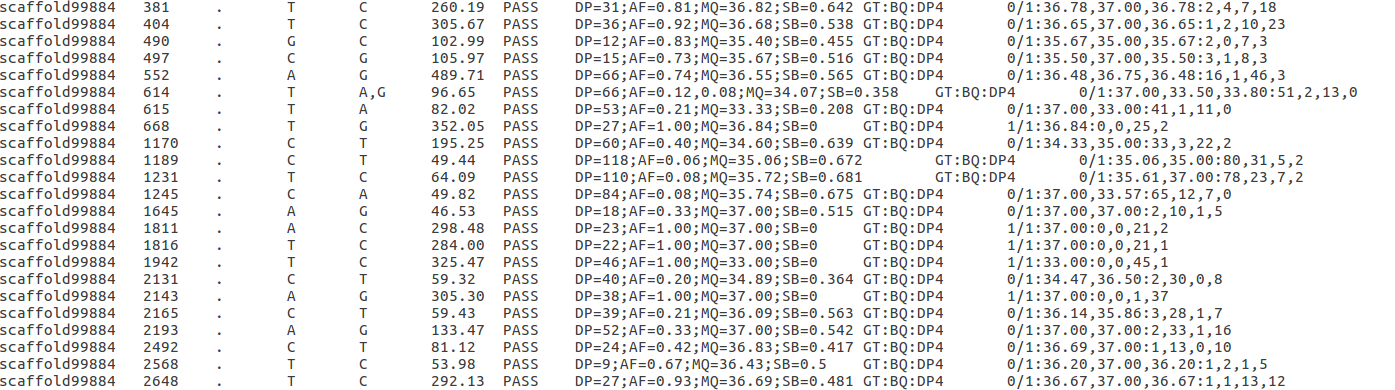 scaffold99884 381 . T C 260.19 PASS DP=31;AF=0.81;MQ=36.82;SB=0.642 GT:BQ:DP4 0/1:36.78,37.00,36.78:2,4,7,18
scaffold99884 404 . T C 305.67 PASS DP=36;AF=0.92;MQ=36.68;SB=0.538 GT:BQ:DP4 0/1:36.65,37.00,36.65:1,2,10,23
scaffold99884 490 . G C 102.99 PASS DP=12;AF=0.83;MQ=35.40;SB=0.455 GT:BQ:DP4 0/1:35.67,35.00,35.67:2,0,7,3
scaffold99884 497 . C G 105.97 PASS DP=15;AF=0.73;MQ=35.67;SB=0.516 GT:BQ:DP4 0/1:35.50,37.00,35.50:3,1,8,3
scaffold99884 552 . A G 489.71 PASS DP=66;AF=0.74;MQ=36.55;SB=0.565 GT:BQ:DP4 0/1:36.48,36.75,36.48:16,1,46,3
scaffold99884 614 . T A,G 96.65 PASS DP=66;AF=0.12,0.08;MQ=34.07;SB=0.358 GT:BQ:DP4 0/1:37.00,33.50,33.80:51,2,13,0
scaffold99884 615 . T A 82.02 PASS DP=53;AF=0.21;MQ=33.33;SB=0.208 GT:BQ:DP4 0/1:37.00,33.00:41,1,11,0
scaffold99884 668 . T G 352.05 PASS DP=27;AF=1.00;MQ=36.84;SB=0 GT:BQ:DP4 1/1:36.84:0,0,25,2
scaffold99884 1170 . C T 195.25 PASS DP=60;AF=0.40;MQ=34.60;SB=0.639 GT:BQ:DP4 0/1:34.33,35.00:33,3,22,2
scaffold99884 1189 . C T 49.44 PASS DP=118;AF=0.06;MQ=35.06;SB=0.672 GT:BQ:DP4 0/1:35.06,35.00:80,31,5,2
scaffold99884 1231 . T C 64.09 PASS DP=110;AF=0.08;MQ=35.72;SB=0.681 GT:BQ:DP4 0/1:35.61,37.00:78,23,7,2
scaffold99884 1245 . C A 49.82 PASS DP=84;AF=0.08;MQ=35.74;SB=0.675 GT:BQ:DP4 0/1:37.00,33.57:65,12,7,0
scaffold99884 1645 . A G 46.53 PASS DP=18;AF=0.33;MQ=37.00;SB=0.515 GT:BQ:DP4 0/1:37.00,37.00:2,10,1,5
scaffold99884 1811 . A C 298.48 PASS DP=23;AF=1.00;MQ=37.00;SB=0 GT:BQ:DP4 1/1:37.00:0,0,21,2
scaffold99884 1816 . T C 284.00 PASS DP=22;AF=1.00;MQ=37.00;SB=0 GT:BQ:DP4 1/1:37.00:0,0,21,1
scaffold99884 1942 . T C 325.47 PASS DP=46;AF=1.00;MQ=33.00;SB=0 GT:BQ:DP4 1/1:33.00:0,0,45,1
scaffold99884 2131 . C T 59.32 PASS DP=40;AF=0.20;MQ=34.89;SB=0.364 GT:BQ:DP4 0/1:34.47,36.50:2,30,0,8
scaffold99884 2143 . A G 305.30 PASS DP=38;AF=1.00;MQ=37.00;SB=0 GT:BQ:DP4 1/1:37.00:0,0,1,37
scaffold99884 2165 . C T 59.43 PASS DP=39;AF=0.21;MQ=36.09;SB=0.563 GT:BQ:DP4 0/1:36.14,35.86:3,28,1,7
scaffold99884 2193 . A G 133.47 PASS DP=52;AF=0.33;MQ=37.00;SB=0.542 GT:BQ:DP4 0/1:37.00,37.00:2,33,1,16
scaffold99884 2492 . C T 81.12 PASS DP=24;AF=0.42;MQ=36.83;SB=0.417 GT:BQ:DP4 0/1:36.69,37.00:1,13,0,10
scaffold99884 2568 . T C 53.98 PASS DP=9;AF=0.67;MQ=36.43;SB=0.5 GT:BQ:DP4 0/1:36.20,37.00,36.20:1,2,1,5
scaffold99884 2648 . T C 292.13 PASS DP=27;AF=0.93;MQ=36.69;SB=0.481 GT:BQ:DP4 0/1:36.67,37.00,36.67:1,1,13,12